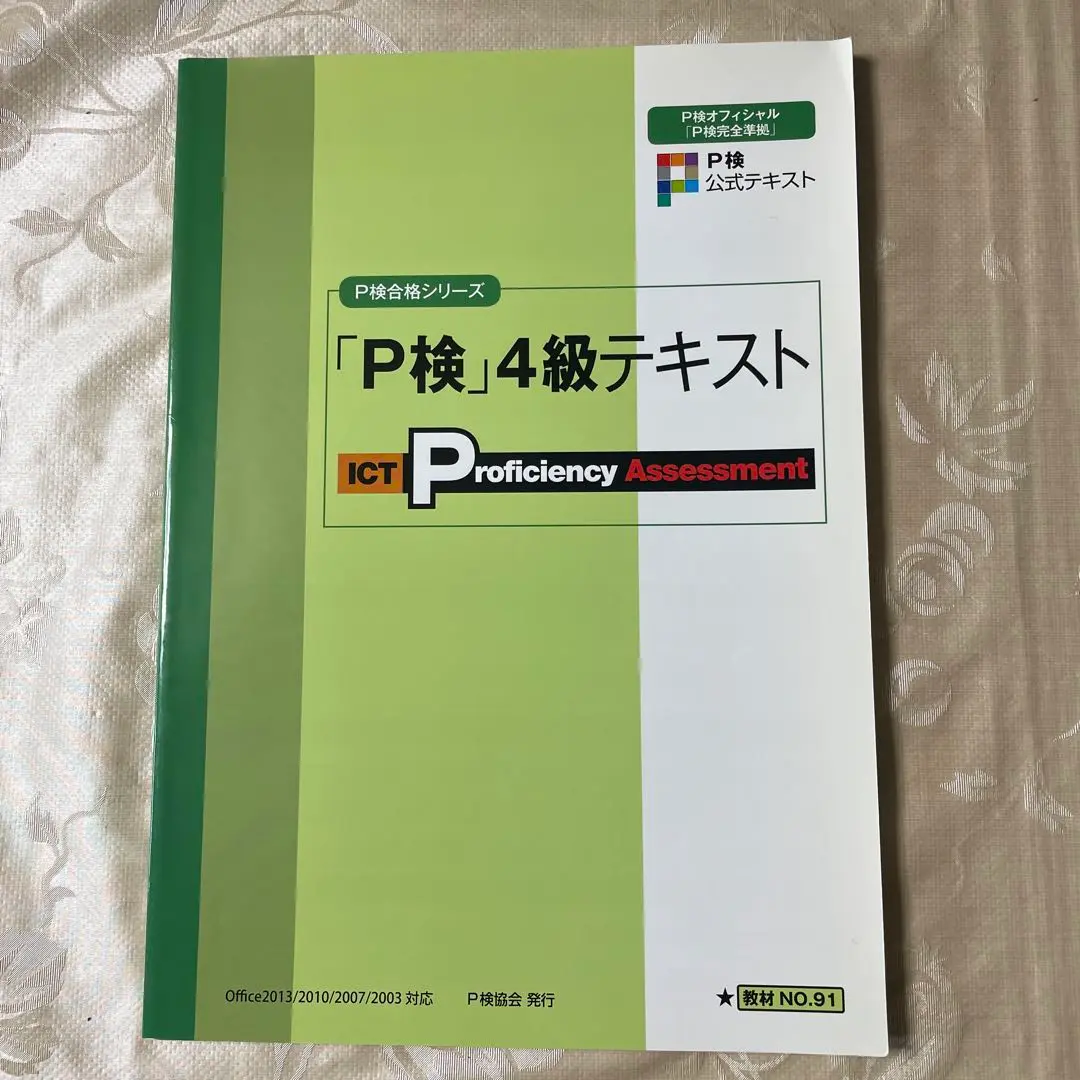 P検オフィシャル
「P検完全準拠」
P検
公式テキスト
P検合格シリーズ
「P検」4級テキスト
ICT Proficiency Assessment
Office2013/2010/2007/2003 対応 P検協会 発行
★教材 NO.91